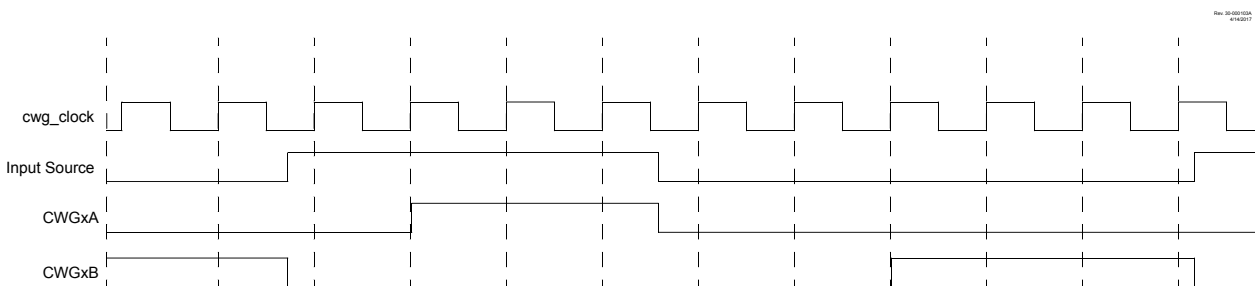 Rev. 30-000103A
4/14/2017
cwg_clock
Input Source
CWGxA
CWGxB